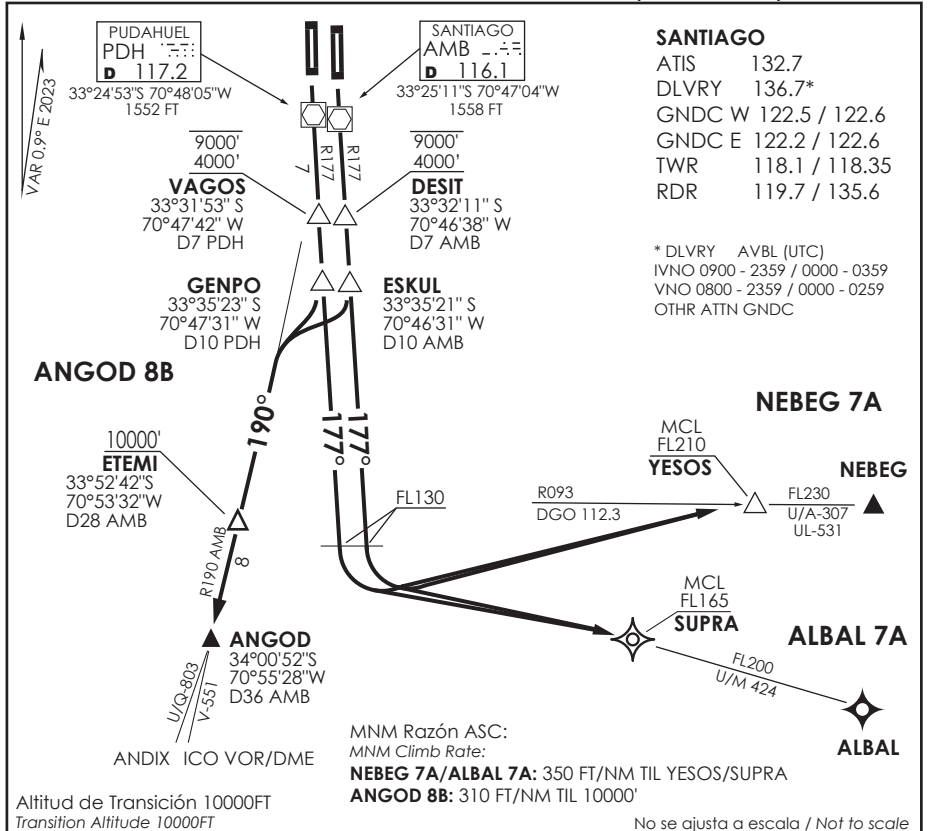 PUDAHUEL
PDH
D 117.2
33°24'53"S 70°48'05"W
1552 FT
SANTIAGO
AMB
D 116.1
33°25'11"S 70°47'04"W
1558 FT
SANTIAGO
ATIS 132.7
DLVRY 136.7*
GNDC W 122.5 / 122.6
GNDC E 122.2 / 122.6
TWR 118.1 / 118.35
RDR 119.7 / 135.6
* DLVRY AVBL (UTC)
IVNO 0900 - 2359 / 0000 - 0359
VNO 0800 - 2359 / 0000 - 0259
OTHR ATTN GNDC
VAR 0.9° E 2023
R177
7
R177
9000'
4000'
VAGOS
33°31'53" S
70°47'42" W
D7 PDH
9000'
4000'
DESIT
33°32'11" S
70°46'38" W
D7 AMB
GENPO
33°35'23" S
70°47'31" W
D10 PDH
ESKUL
33°35'21" S
70°46'31" W
D10 AMB
ANGOD 8B
190°
177°
177°
10000'
ETEMI
33°52'42"S
70°53'32"W
D28 AMB
R190 AMB
8
FL130
NEBEG 7A
MCL
FL210
YESOS
NEBEG
R093
DGO 112.3
FL230
U/A-307
UL-531
MCL
FL165
SUPRA
ALBAL 7A
FL200
U/M 424
ALBAL
ANGOD
34°00'52"S
70°55'28"W
D36 AMB
U/Q-803
V-551
ANDIX ICO VOR/DME
MNM Razón ASC:
MNM Climb Rate:
NEBEG 7A/ALBAL 7A: 350 FT/NM TIL YESOS/SUPRA
ANGOD 8B: 310 FT/NM TIL 10000'
Altitud de Transición 10000FT
Transition Altitude 10000FT
No se ajusta a escala / Not to scale